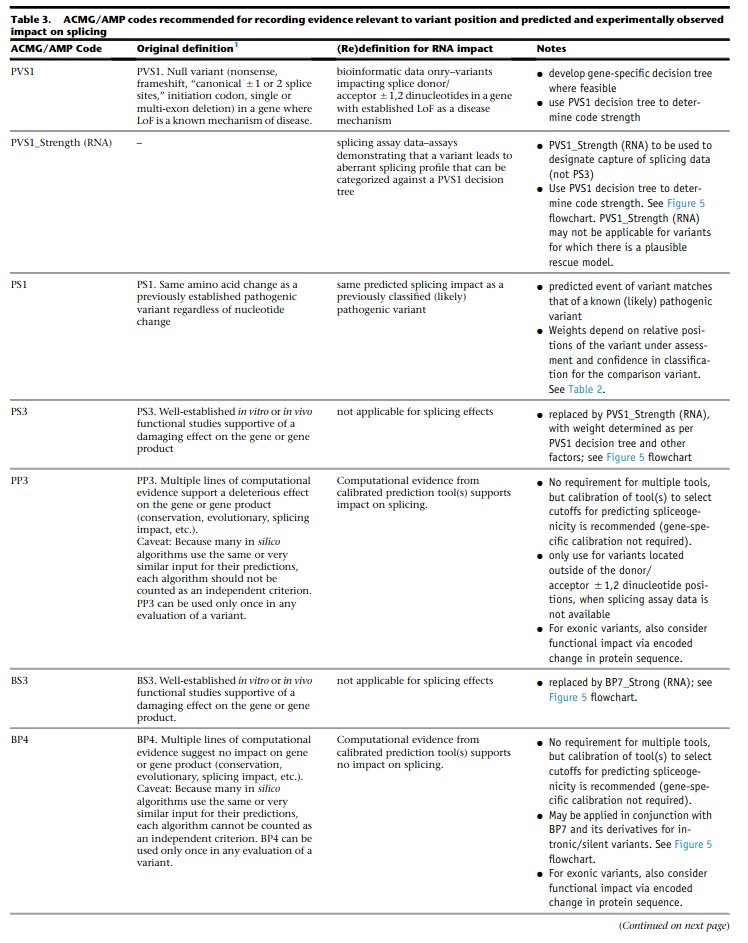 Table 3. ACMG/AMP codes recommended for recording evidence relevant to variant position and predicted and experimentally observed
impact on splicing
ACMG/AMP Code Original definition1 (Re)definition for RNA impact Notes
PVS1
PVS1. Null variant (nonsense,
frameshift, “canonical ±1 or 2 splice
sites,” initiation codon, single or
multi-exon deletion) in a gene where
LoF is a known mechanism of disease.
bioinformatic data onry–variants
impacting splice donor/
acceptor ±1,2 dinucleotides in a gene
with established LoF as a disease
mechanism
● develop gene-specific decision tree
where feasible
● use PVS1 decision tree to deter-
mine code strength
PVS1_Strength (RNA)
–
splicing assay data–assays
demonstrating that a variant leads to
aberrant splicing profile that can be
categorized against a PVS1 decision
tree
● PVS1_Strength (RNA) to be used to
designate capture of splicing data
(not PS3)
● Use PVS1 decision tree to deter-
mine code strength. See Figure 5
flowchart. PVS1_Strength (RNA)
may not be applicable for variants
for which there is a plausible
rescue model.
PS1
PS1. Same amino acid change as a
previously established pathogenic
variant regardless of nucleotide
change
same predicted splicing impact as a
previously classified (likely)
pathogenic variant
● predicted event of variant matches
that of a known (likely) pathogenic
variant
● Weights depend on relative posi-
tions of the variant under assess-
ment and confidence in classifica-
tion for the comparison variant.
See Table 2.
PS3
PS3. Well-established in vitro or in vivo
functional studies supportive of a
damaging effect on the gene or gene
product
not applicable for splicing effects
● replaced by PVS1_Strength (RNA),
with weight determined as per
PVS1 decision tree and other
factors; see Figure 5 flowchart
PP3
PP3. Multiple lines of computational
evidence support a deleterious effect
on the gene or gene product
(conservation, evolutionary, splicing
impact, etc.).
Caveat: Because many in silico
algorithms use the same or very
similar input for their predictions,
each algorithm should not be
counted as an independent criterion.
PP3 can be used only once in any
evaluation of a variant.
Computational evidence from
calibrated prediction tool(s) supports
impact on splicing.
● No requirement for multiple tools,
but calibration of tool(s) to select
cutoffs for predicting spliceoge-
nicity is recommended (gene-spe-
cific calibration not required).
● only use for variants located
outside of the donor/
acceptor ±1,2 dinucleotide posi-
tions, when splicing assay data is
not available
● For exonic variants, also consider
functional impact via encoded
change in protein sequence.
BS3
BS3. Well-established in vitro or in vivo
functional studies supportive of a
damaging effect on the gene or gene
product.
not applicable for splicing effects
● replaced by BP7_Strong (RNA); see
Figure 5 flowchart.
BP4
BP4. Multiple lines of computational
evidence suggest no impact on gene
or gene product (conservation,
evolutionary, splicing impact, etc.).
Caveat: Because many in silico
algorithms use the same or very
similar input for their predictions,
each algorithm cannot be counted as
an independent criterion. BP4 can be
used only once in any evaluation of a
variant.
Computational evidence from
calibrated prediction tool(s) supports
no impact on splicing.
● No requirement for multiple tools,
but calibration of tool(s) to select
cutoffs for predicting spliceoge-
nicity is recommended (gene-spe-
cific calibration not required).
● May be applied in conjunction with
BP7 and its derivatives for in-
tronic/silent variants. See Figure 5
flowchart.
● For exonic variants, also consider
functional impact via encoded
change in protein sequence.
(Continued on next page)